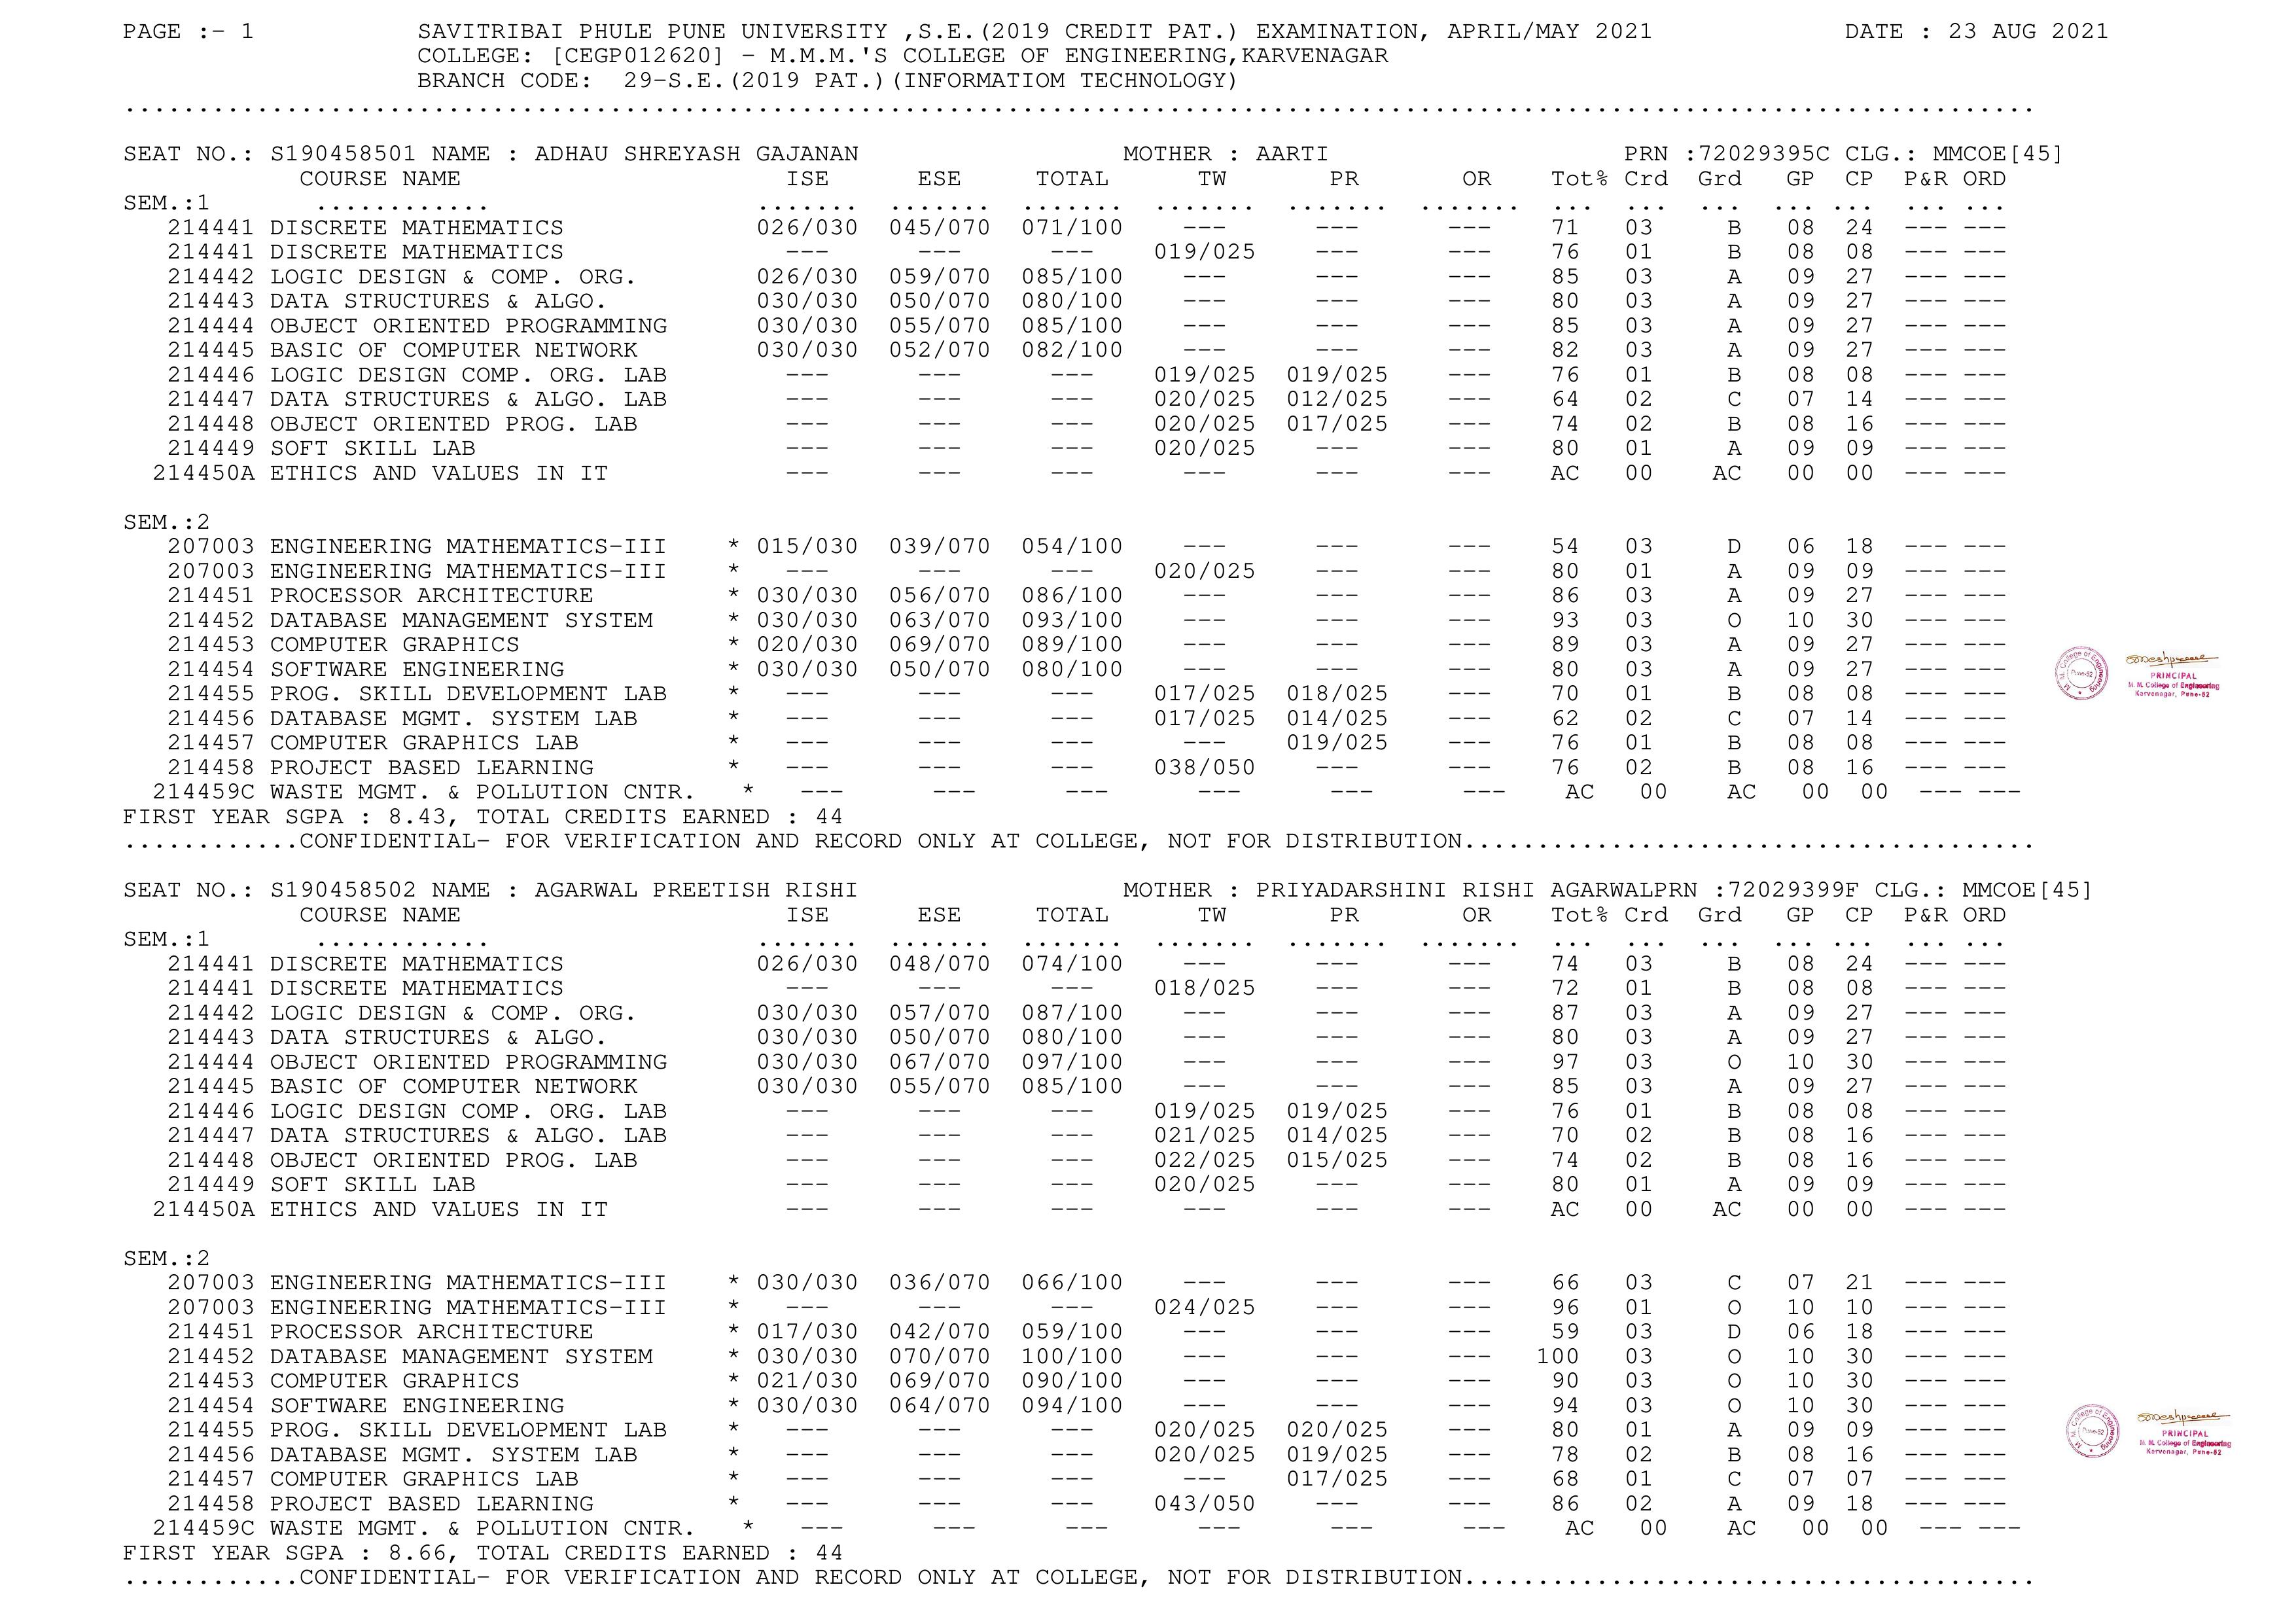 PAGE :- 1 SAVITRIBAI PHULE PUNE UNIVERSITY ,S.E.(2019 CREDIT PAT.) EXAMINATION, APRIL/MAY 2021 DATE : 23 AUG 2021
COLLEGE: [CEGP012620] - M.M.M.'S COLLEGE OF ENGINEERING,KARVENAGAR
BRANCH CODE: 29-S.E.(2019 PAT.)(INFORMATIOM TECHNOLOGY)
..................................................................................................................................
SEAT NO.: S190458501 NAME : ADHAU SHREYASH GAJANAN MOTHER : AARTI PRN :72029395C CLG.: MMCOE[45]
COURSE NAME ISE ESE TOTAL TW PR OR Tot% Crd Grd GP CP P&R ORD
SEM.:1 ............ ....... ....... ....... ....... ....... ....... ... ... ... ... ... ... ...
214441 DISCRETE MATHEMATICS 026/030 045/070 071/100 --- --- --- 71 03 B 08 24 --- ---
214441 DISCRETE MATHEMATICS --- --- --- 019/025 --- --- 76 01 B 08 08 --- ---
214442 LOGIC DESIGN & COMP. ORG. 026/030 059/070 085/100 --- --- --- 85 03 A 09 27 --- ---
214443 DATA STRUCTURES & ALGO. 030/030 050/070 080/100 --- --- --- 80 03 A 09 27 --- ---
214444 OBJECT ORIENTED PROGRAMMING 030/030 055/070 085/100 --- --- --- 85 03 A 09 27 --- ---
214445 BASIC OF COMPUTER NETWORK 030/030 052/070 082/100 --- --- --- 82 03 A 09 27 --- ---
214446 LOGIC DESIGN COMP. ORG. LAB --- --- --- 019/025 019/025 --- 76 01 B 08 08 --- ---
214447 DATA STRUCTURES & ALGO. LAB --- --- --- 020/025 012/025 --- 64 02 C 07 14 --- ---
214448 OBJECT ORIENTED PROG. LAB --- --- --- 020/025 017/025 --- 74 02 B 08 16 --- ---
214449 SOFT SKILL LAB --- --- --- 020/025 --- --- 80 01 A 09 09 --- ---
214450A ETHICS AND VALUES IN IT --- --- --- --- --- --- AC 00 AC 00 00 --- ---
SEM.:2
207003 ENGINEERING MATHEMATICS-III * 015/030 039/070 054/100 --- --- --- 54 03 D 06 18 --- ---
207003 ENGINEERING MATHEMATICS-III * --- --- --- 020/025 --- --- 80 01 A 09 09 --- ---
214451 PROCESSOR ARCHITECTURE * 030/030 056/070 086/100 --- --- --- 86 03 A 09 27 --- ---
214452 DATABASE MANAGEMENT SYSTEM * 030/030 063/070 093/100 --- --- --- 93 03 O 10 30 --- ---
214453 COMPUTER GRAPHICS * 020/030 069/070 089/100 --- --- --- 89 03 A 09 27 --- ---
214454 SOFTWARE ENGINEERING * 030/030 050/070 080/100 --- --- --- 80 03 A 09 27 --- ---
214455 PROG. SKILL DEVELOPMENT LAB * --- --- --- 017/025 018/025 --- 70 01 B 08 08 --- ---
214456 DATABASE MGMT. SYSTEM LAB * --- --- --- 017/025 014/025 --- 62 02 C 07 14 --- ---
214457 COMPUTER GRAPHICS LAB * --- --- --- --- 019/025 --- 76 01 B 08 08 --- ---
214458 PROJECT BASED LEARNING * --- --- --- 038/050 --- --- 76 02 B 08 16 --- ---
214459C WASTE MGMT. & POLLUTION CNTR. * --- --- --- --- --- --- AC 00 AC 00 00 --- ---
College of Engineering Pune-52
PRINCIPAL
M. M. College of Engineering
Karvenagar, Pune-52
FIRST YEAR SGPA : 8.43, TOTAL CREDITS EARNED : 44
............CONFIDENTIAL- FOR VERIFICATION AND RECORD ONLY AT COLLEGE, NOT FOR DISTRIBUTION.......................................
SEAT NO.: S190458502 NAME : AGARWAL PREETISH RISHI MOTHER : PRIYADARSHINI RISHI AGARWALPRN :72029399F CLG.: MMCOE[45]
COURSE NAME ISE ESE TOTAL TW PR OR Tot% Crd Grd GP CP P&R ORD
SEM.:1 ............ ....... ....... ....... ....... ....... ....... ... ... ... ... ... ... ...
214441 DISCRETE MATHEMATICS 026/030 048/070 074/100 --- --- --- 74 03 B 08 24 --- ---
214441 DISCRETE MATHEMATICS --- --- --- 018/025 --- --- 72 01 B 08 08 --- ---
214442 LOGIC DESIGN & COMP. ORG. 030/030 057/070 087/100 --- --- --- 87 03 A 09 27 --- ---
214443 DATA STRUCTURES & ALGO. 030/030 050/070 080/100 --- --- --- 80 03 A 09 27 --- ---
214444 OBJECT ORIENTED PROGRAMMING 030/030 067/070 097/100 --- --- --- 97 03 O 10 30 --- ---
214445 BASIC OF COMPUTER NETWORK 030/030 055/070 085/100 --- --- --- 85 03 A 09 27 --- ---
214446 LOGIC DESIGN COMP. ORG. LAB --- --- --- 019/025 019/025 --- 76 01 B 08 08 --- ---
214447 DATA STRUCTURES & ALGO. LAB --- --- --- 021/025 014/025 --- 70 02 B 08 16 --- ---
214448 OBJECT ORIENTED PROG. LAB --- --- --- 022/025 015/025 --- 74 02 B 08 16 --- ---
214449 SOFT SKILL LAB --- --- --- 020/025 --- --- 80 01 A 09 09 --- ---
214450A ETHICS AND VALUES IN IT --- --- --- --- --- --- AC 00 AC 00 00 --- ---
SEM.:2
207003 ENGINEERING MATHEMATICS-III * 030/030 036/070 066/100 --- --- --- 66 03 C 07 21 --- ---
207003 ENGINEERING MATHEMATICS-III * --- --- --- 024/025 --- --- 96 01 O 10 10 --- ---
214451 PROCESSOR ARCHITECTURE * 017/030 042/070 059/100 --- --- --- 59 03 D 06 18 --- ---
214452 DATABASE MANAGEMENT SYSTEM * 030/030 070/070 100/100 --- --- --- 100 03 O 10 30 --- ---
214453 COMPUTER GRAPHICS * 021/030 069/070 090/100 --- --- --- 90 03 O 10 30 --- ---
214454 SOFTWARE ENGINEERING * 030/030 064/070 094/100 --- --- --- 94 03 O 10 30 --- ---
214455 PROG. SKILL DEVELOPMENT LAB * --- --- --- 020/025 020/025 --- 80 01 A 09 09 --- ---
214456 DATABASE MGMT. SYSTEM LAB * --- --- --- 020/025 019/025 --- 78 02 B 08 16 --- ---
214457 COMPUTER GRAPHICS LAB * --- --- --- --- 017/025 --- 68 01 C 07 07 --- ---
214458 PROJECT BASED LEARNING * --- --- --- 043/050 --- --- 86 02 A 09 18 --- ---
214459C WASTE MGMT. & POLLUTION CNTR. * --- --- --- --- --- --- AC 00 AC 00 00 --- ---
College of Engineering Pune-52
PRINCIPAL
M. M. College of Engineering
Karvenagar, Pune-52
FIRST YEAR SGPA : 8.66, TOTAL CREDITS EARNED : 44
............CONFIDENTIAL- FOR VERIFICATION AND RECORD ONLY AT COLLEGE, NOT FOR DISTRIBUTION.......................................